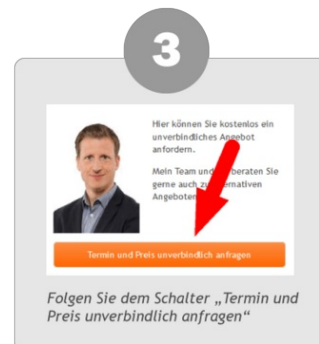 3
Hier können Sie kostenlos ein
unverbindliches Angebot
anfordern.
Mein Team und beraten Sie
gerne auch zu
Angeboten
Termin und Preis unverbindlich anfragen
Folgen Sie dem Schalter „Termin und
Preis unverbindlich anfragen“